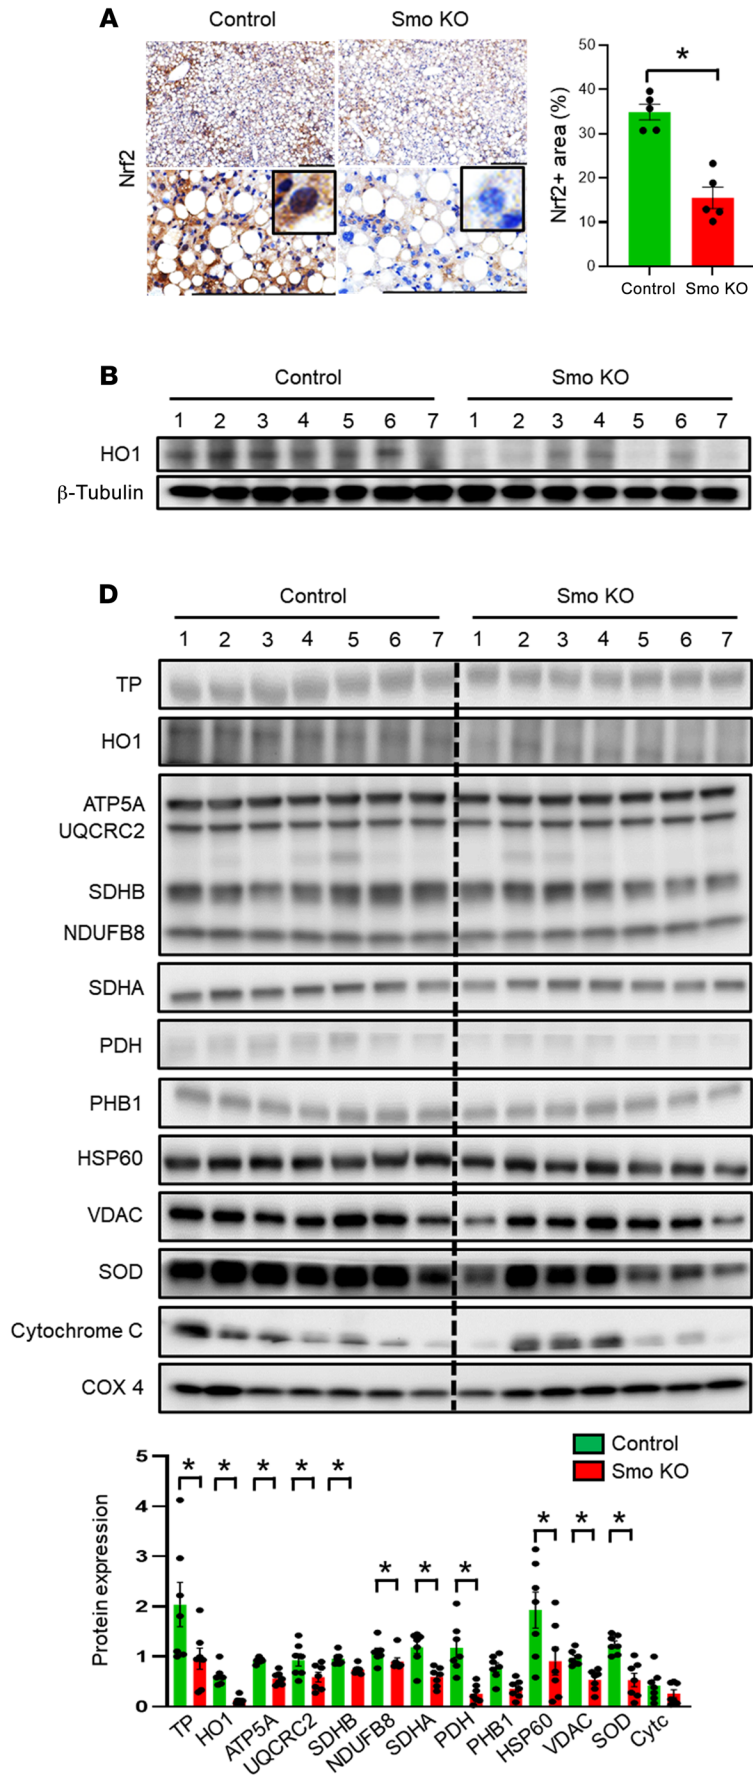 A
Control Smo KO
Nrf2
Nrf2+ area (%)
50
40
30
20
10
0
*
Control Smo KO
B
Control Smo KO
1 2 3 4 5 6 7 1 2 3 4 5 6 7
HO1
β-Tubulin
D
Control Smo KO
1 2 3 4 5 6 7 1 2 3 4 5 6 7
TP
HO1
ATP5A
UQCRC2
SDHB
NDUFB8
SDHA
PDH
PHB1
HSP60
VDAC
SOD
Cytochrome C
COX 4
Control
Smo KO
Protein expression
5
4
3
2
1
0
* * * * * * * * * * *
TP HO1 ATP5A UQCRC2 SDHB NDUFB8 SDHA PDH PHB1 HSP60 VDAC SOD Cytc